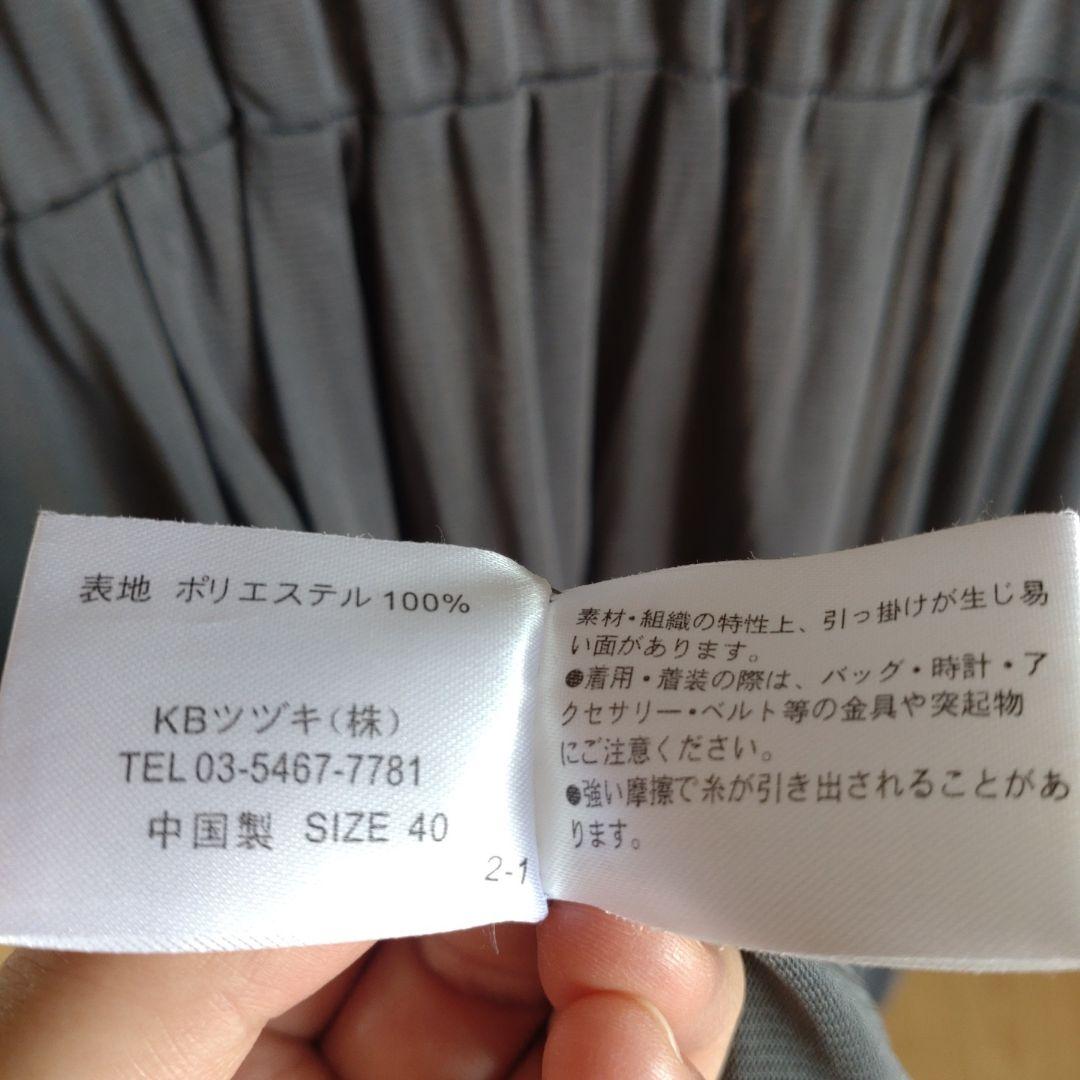 表地 ポリエステル 100%
KBツヅキ(株)
TEL 03-5467-7781
中国製 SIZE 40
2-1
素材・組織の特性上、引っ掛けが生じ易
い面があります。
●着用・着装の際は、バッグ・時計・ア
クセサリー・ベルト等の金具や突起物
にご注意ください。
●強い摩擦で糸が引き出されることがあ
ります。